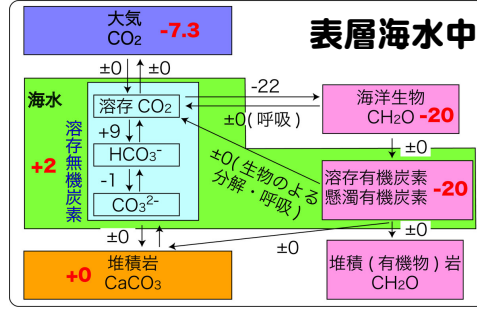 表層海水中
大気
CO₂
-7.3
±0
±0
海水
溶存無機炭素
+2
溶存 CO₂
+9
HCO₃⁻
-1
CO₃²⁻
-22
±0(呼吸)
海洋生物
CH₂O
-20
±0
±0(生物のよる
分解・呼吸)
溶存有機炭素
懸濁有機炭素
-20
±0
±0
±0
堆積岩
CaCO₃
+0
堆積(有機物)岩
CH₂O